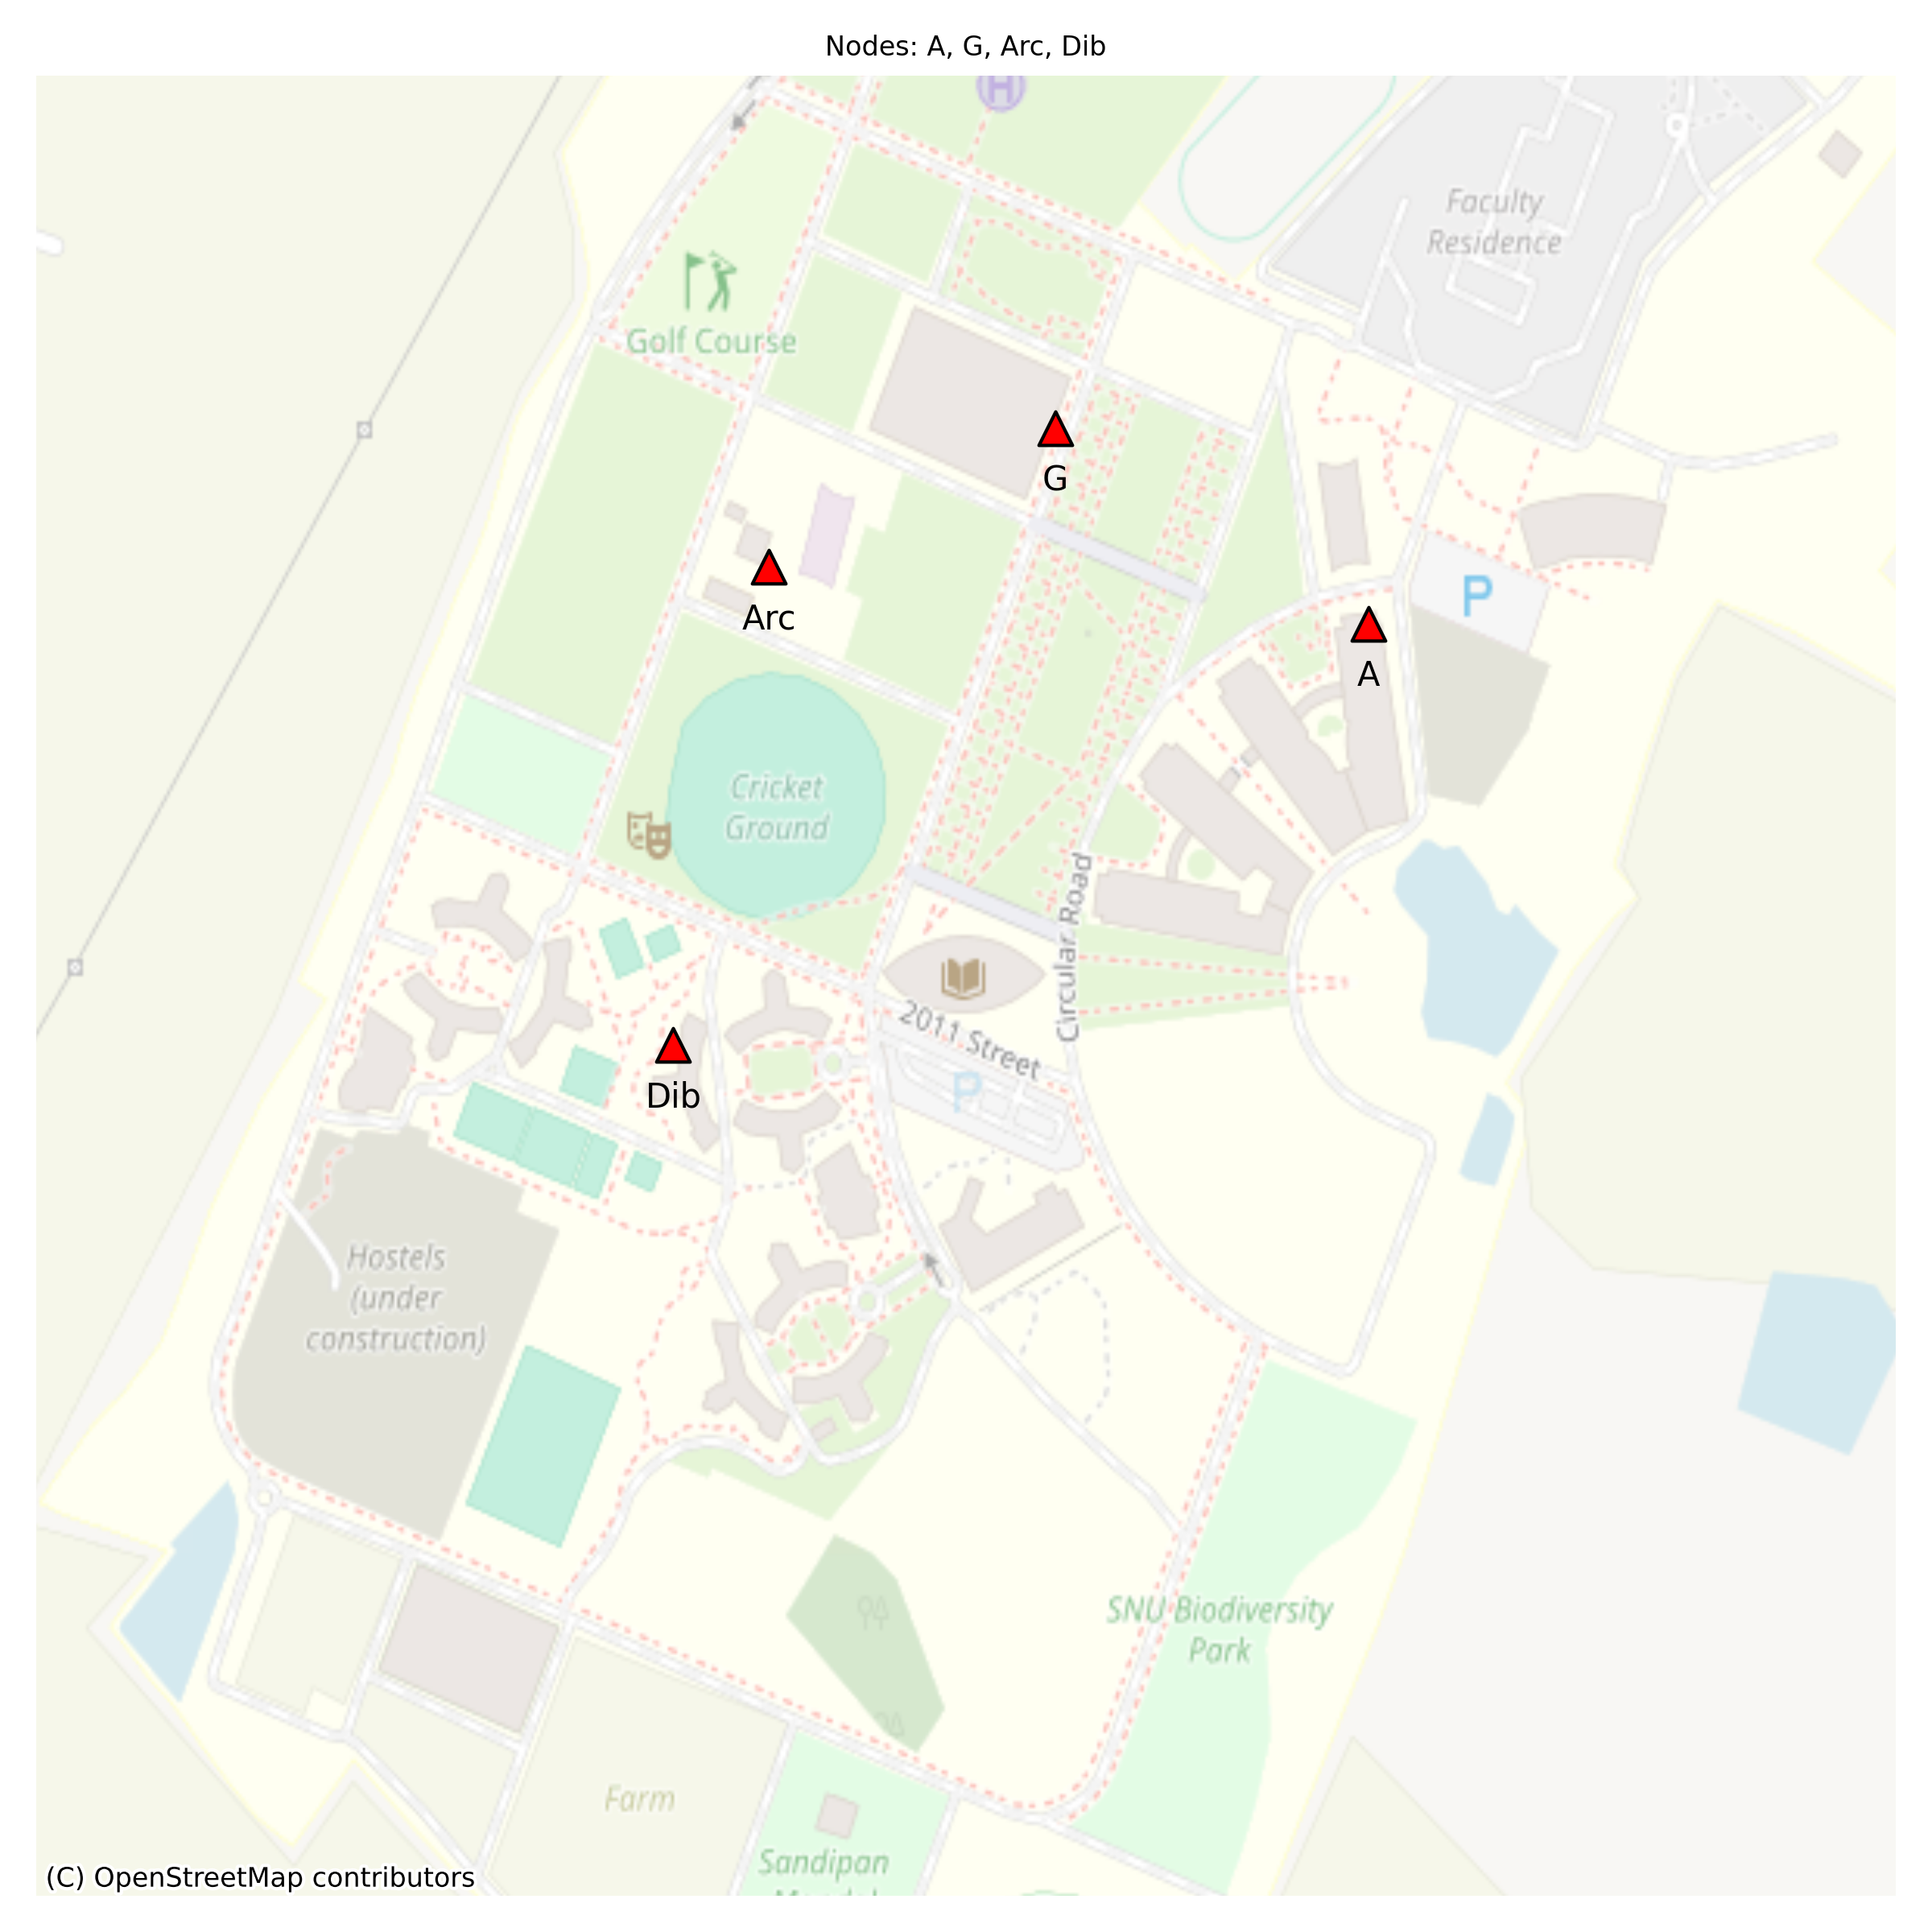 Nodes: A, G, Arc, Dib
H
Faculty
Residence
Golf Course
G
Arc
P
A
Cricket
Ground
Circular Road
2011 Street
P
Dib
Hostels
(under
construction)
SNU Biodiversity
Park
Farm
Sandipan
(C) OpenStreetMap contributors